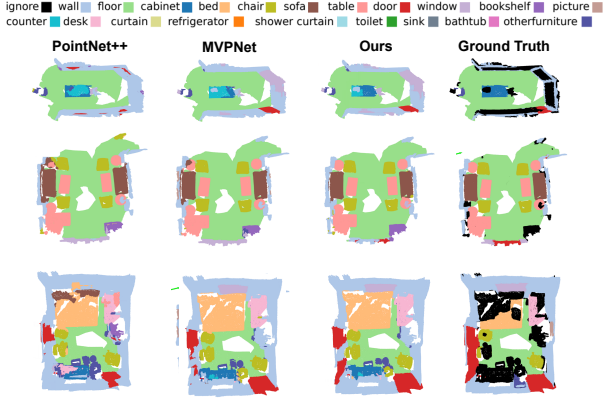 ignore wall floor cabinet bed chair sofa table door window bookshelf picture
counter desk curtain refrigerator shower curtain toilet sink bathtub otherfurniture
PointNet++ MVPNet Ours Ground Truth